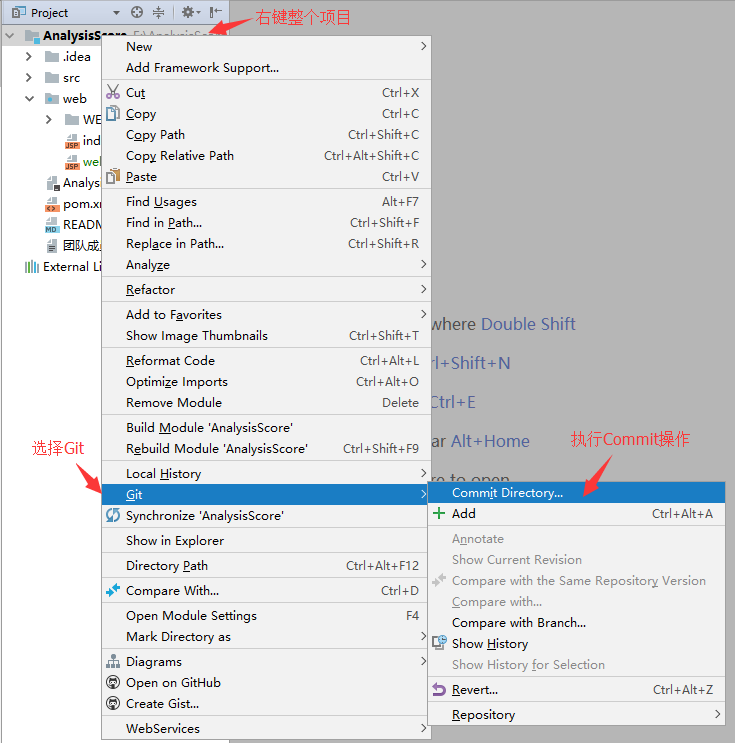 Project
右键整个项目
AnalysisScore E:\AnalysisScore
.idea
src
web
WE
ind
web
Analysis
pom.xm
READM
团队成
External Li
New
Add Framework Support...
Cut Ctrl+X
Copy Ctrl+C
Copy Path Ctrl+Shift+C
Copy Relative Path Ctrl+Alt+Shift+C
Paste Ctrl+V
Find Usages Alt+F7
Find in Path... Ctrl+Shift+F
Replace in Path... Ctrl+Shift+R
Analyze
Refactor
Add to Favorites
Show Image Thumbnails Ctrl+Shift+T
Reformat Code Ctrl+Alt+L
Optimize Imports Ctrl+Alt+O
Remove Module Delete
Build Module 'AnalysisScore'
Rebuild Module 'AnalysisScore' Ctrl+Shift+F9
Local History
选择Git
Git
Synchronize 'AnalysisScore'
Show in Explorer
Directory Path Ctrl+Alt+F12
Compare With... Ctrl+D
Open Module Settings F4
Mark Directory as
Diagrams
Open on GitHub
Create Gist...
WebServices
where Double Shift
rl+Shift+N
Ctrl+E
ar Alt+Home
re to open
执行Commit操作
Commit Directory...
Add Ctrl+Alt+A
Annotate
Show Current Revision
Compare with the Same Repository Version
Compare with...
Compare with Branch...
Show History
Show History for Selection
Revert... Ctrl+Alt+Z
Repository